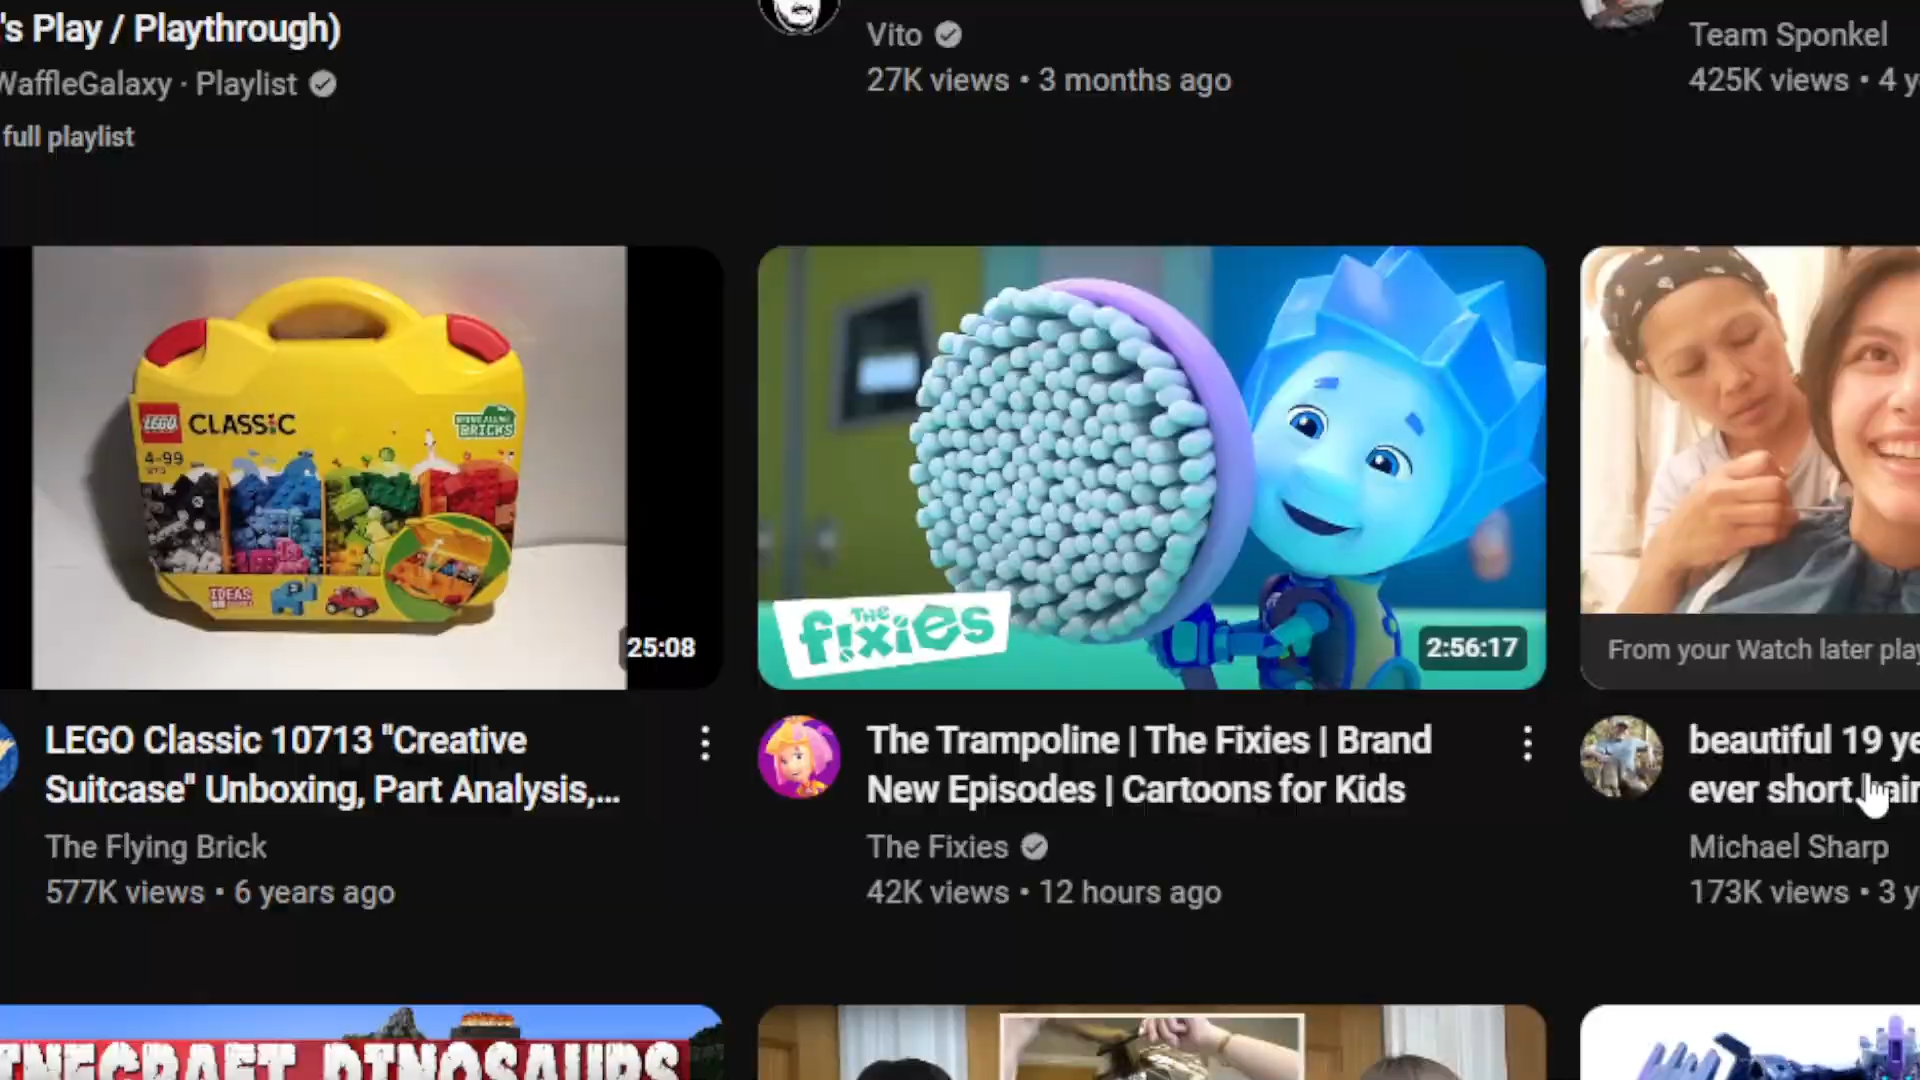 's Play / Playthrough)
WaffleGalaxy · Playlist
full playlist
Vito
27K views • 3 months ago
Team Sponkel
425K views • 4 y
LEGO CLASSIC
4-99
BRICKS
IDEAS
25:08
THE
fixies
2:56:17
From your Watch later play
LEGO Classic 10713 "Creative
Suitcase" Unboxing, Part Analysis,...
The Flying Brick
577K views • 6 years ago
The Trampoline | The Fixies | Brand
New Episodes | Cartoons for Kids
The Fixies
42K views • 12 hours ago
beautiful 19 ye
ever short hair
Michael Sharp
173K views • 3 y
INECRAFT DINOSAURS